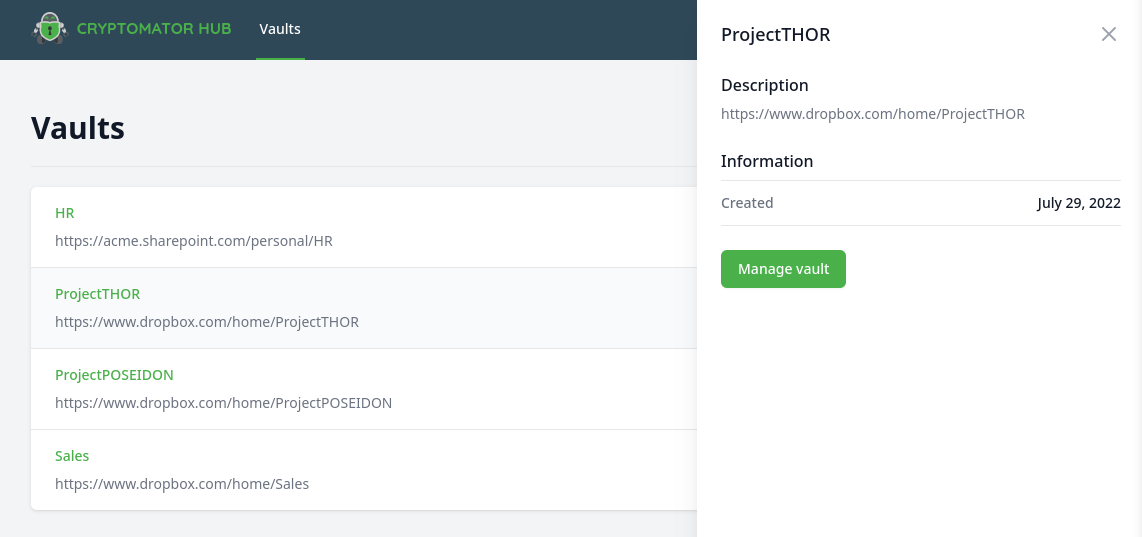 CRYPTOMATOR HUB
Vaults
Vaults
HR
https://acme.sharepoint.com/personal/HR
ProjectTHOR
https://www.dropbox.com/home/ProjectTHOR
ProjectPOSEIDON
https://www.dropbox.com/home/ProjectPOSEIDON
Sales
https://www.dropbox.com/home/Sales
ProjectTHOR
Description
https://www.dropbox.com/home/ProjectTHOR
Information
Created July 29, 2022
Manage vault